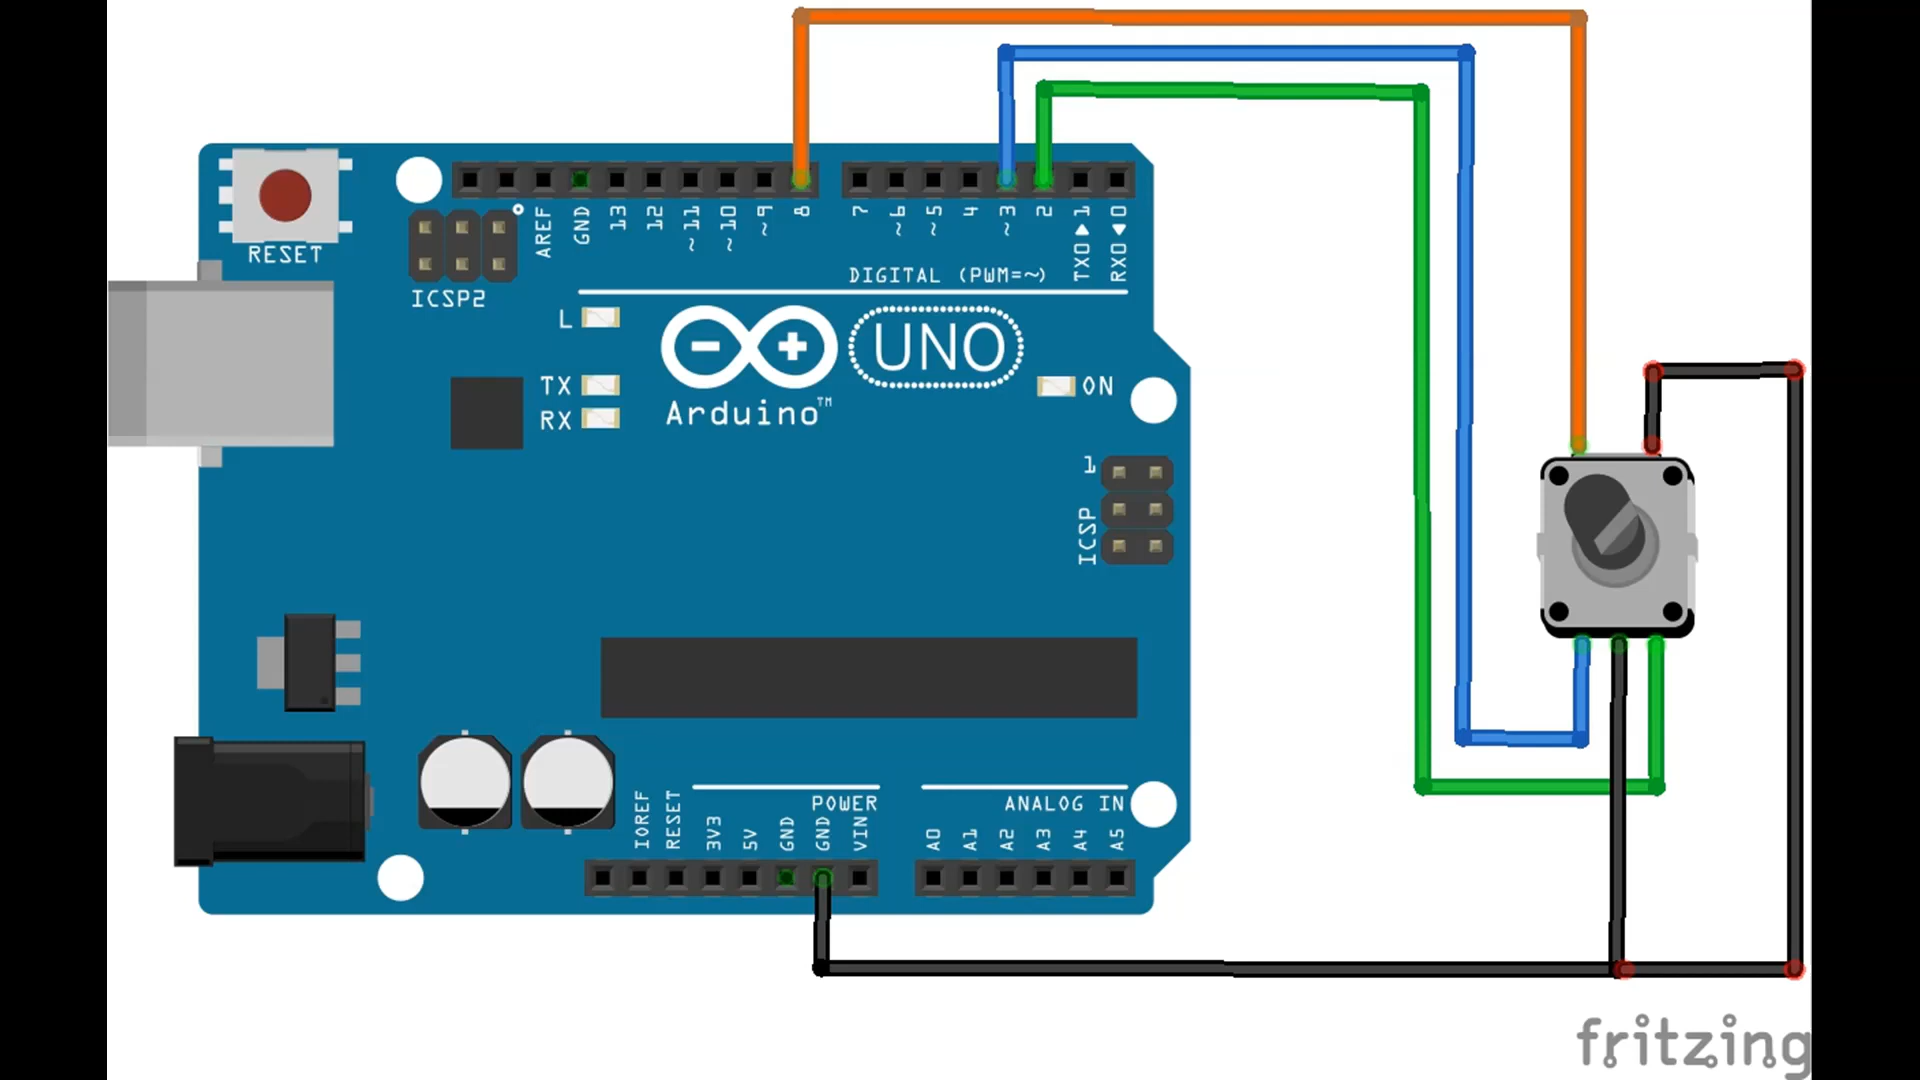 RESET
ICSP2
AREF
GND
13
12
~11
~10
~9
8
7
~6
~5
4
~3
2
TX0▶1
RX0◀0
DIGITAL (PWM=~)
L
TX
RX
UNO
Arduino™
ON
1
ICSP
POWER
ANALOG IN
IOREF
RESET
3V3
5V
GND
GND
VIN
A0
A1
A2
A3
A4
A5
fritzing